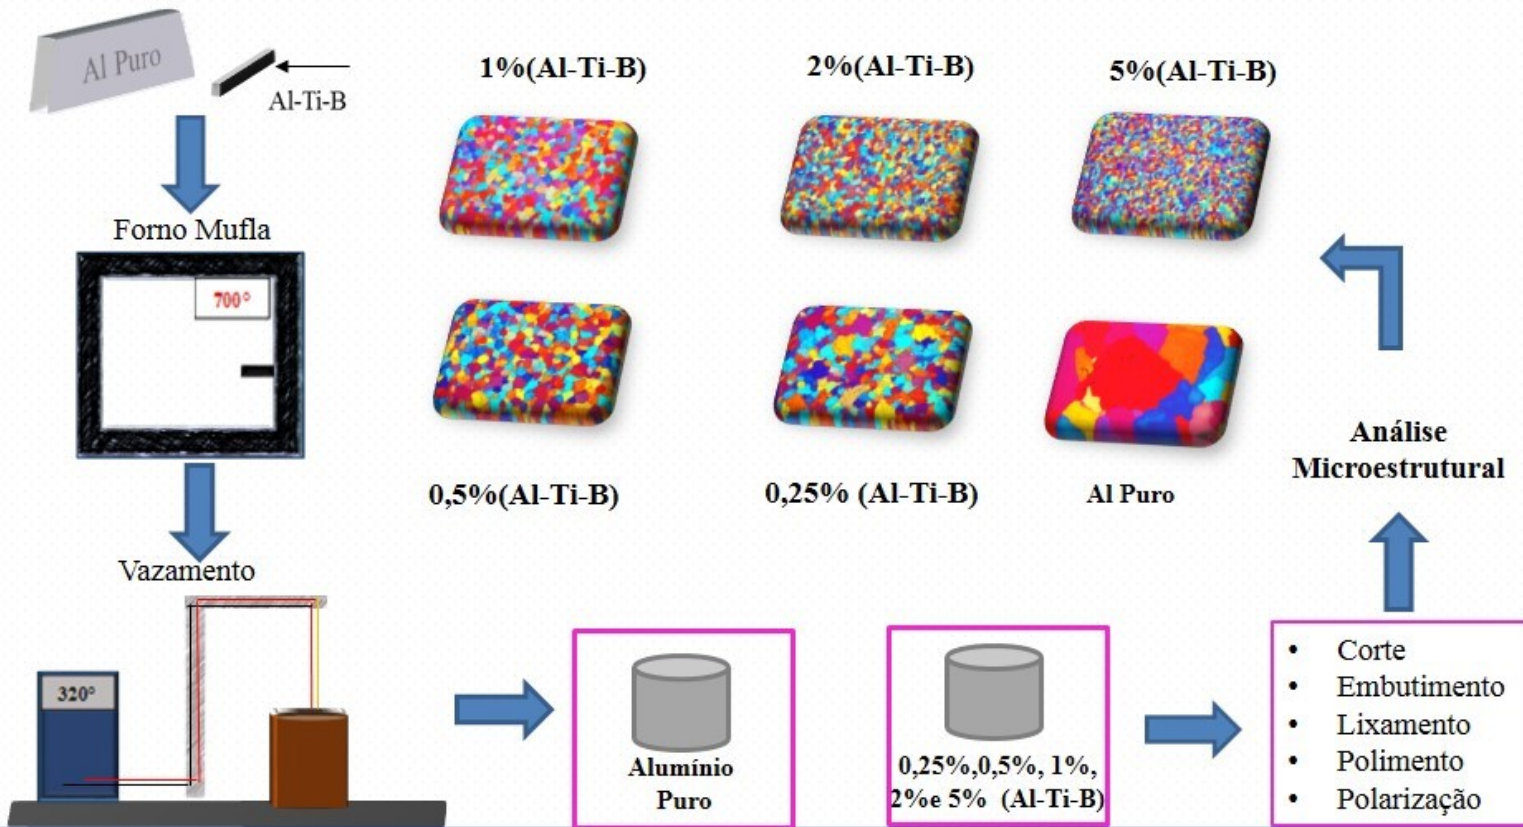 Al Puro
Al-Ti-B
Forno Mufla
700°
Vazamento
320°
1%(Al-Ti-B)
2%(Al-Ti-B)
5%(Al-Ti-B)
0,5%(Al-Ti-B)
0,25% (Al-Ti-B)
Al Puro
Alumínio
Puro
0,25%,0,5%, 1%,
2%e 5% (Al-Ti-B)
• Corte
• Embutimento
• Lixamento
• Polimento
• Polarização
Análise
Microestrutural